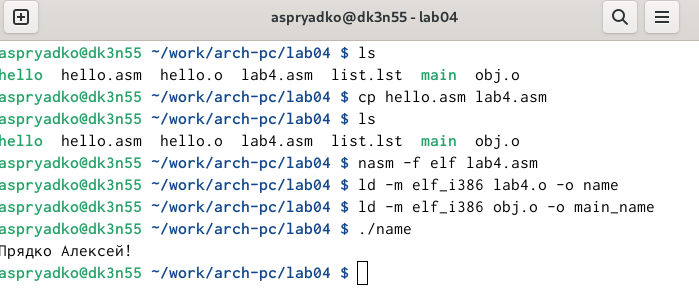 aspryadko@dk3n55 - lab04
aspryadko@dk3n55 ~/work/arch-pc/lab04 $ ls
hello hello.asm hello.o lab4.asm list.lst main obj.o
aspryadko@dk3n55 ~/work/arch-pc/lab04 $ cp hello.asm lab4.asm
aspryadko@dk3n55 ~/work/arch-pc/lab04 $ ls
hello hello.asm hello.o lab4.asm list.lst main obj.o
aspryadko@dk3n55 ~/work/arch-pc/lab04 $ nasm -f elf lab4.asm
aspryadko@dk3n55 ~/work/arch-pc/lab04 $ ld -m elf_i386 lab4.o -o name
aspryadko@dk3n55 ~/work/arch-pc/lab04 $ ld -m elf_i386 obj.o -o main_name
aspryadko@dk3n55 ~/work/arch-pc/lab04 $ ./name
Прядко Алексей!
aspryadko@dk3n55 ~/work/arch-pc/lab04 $